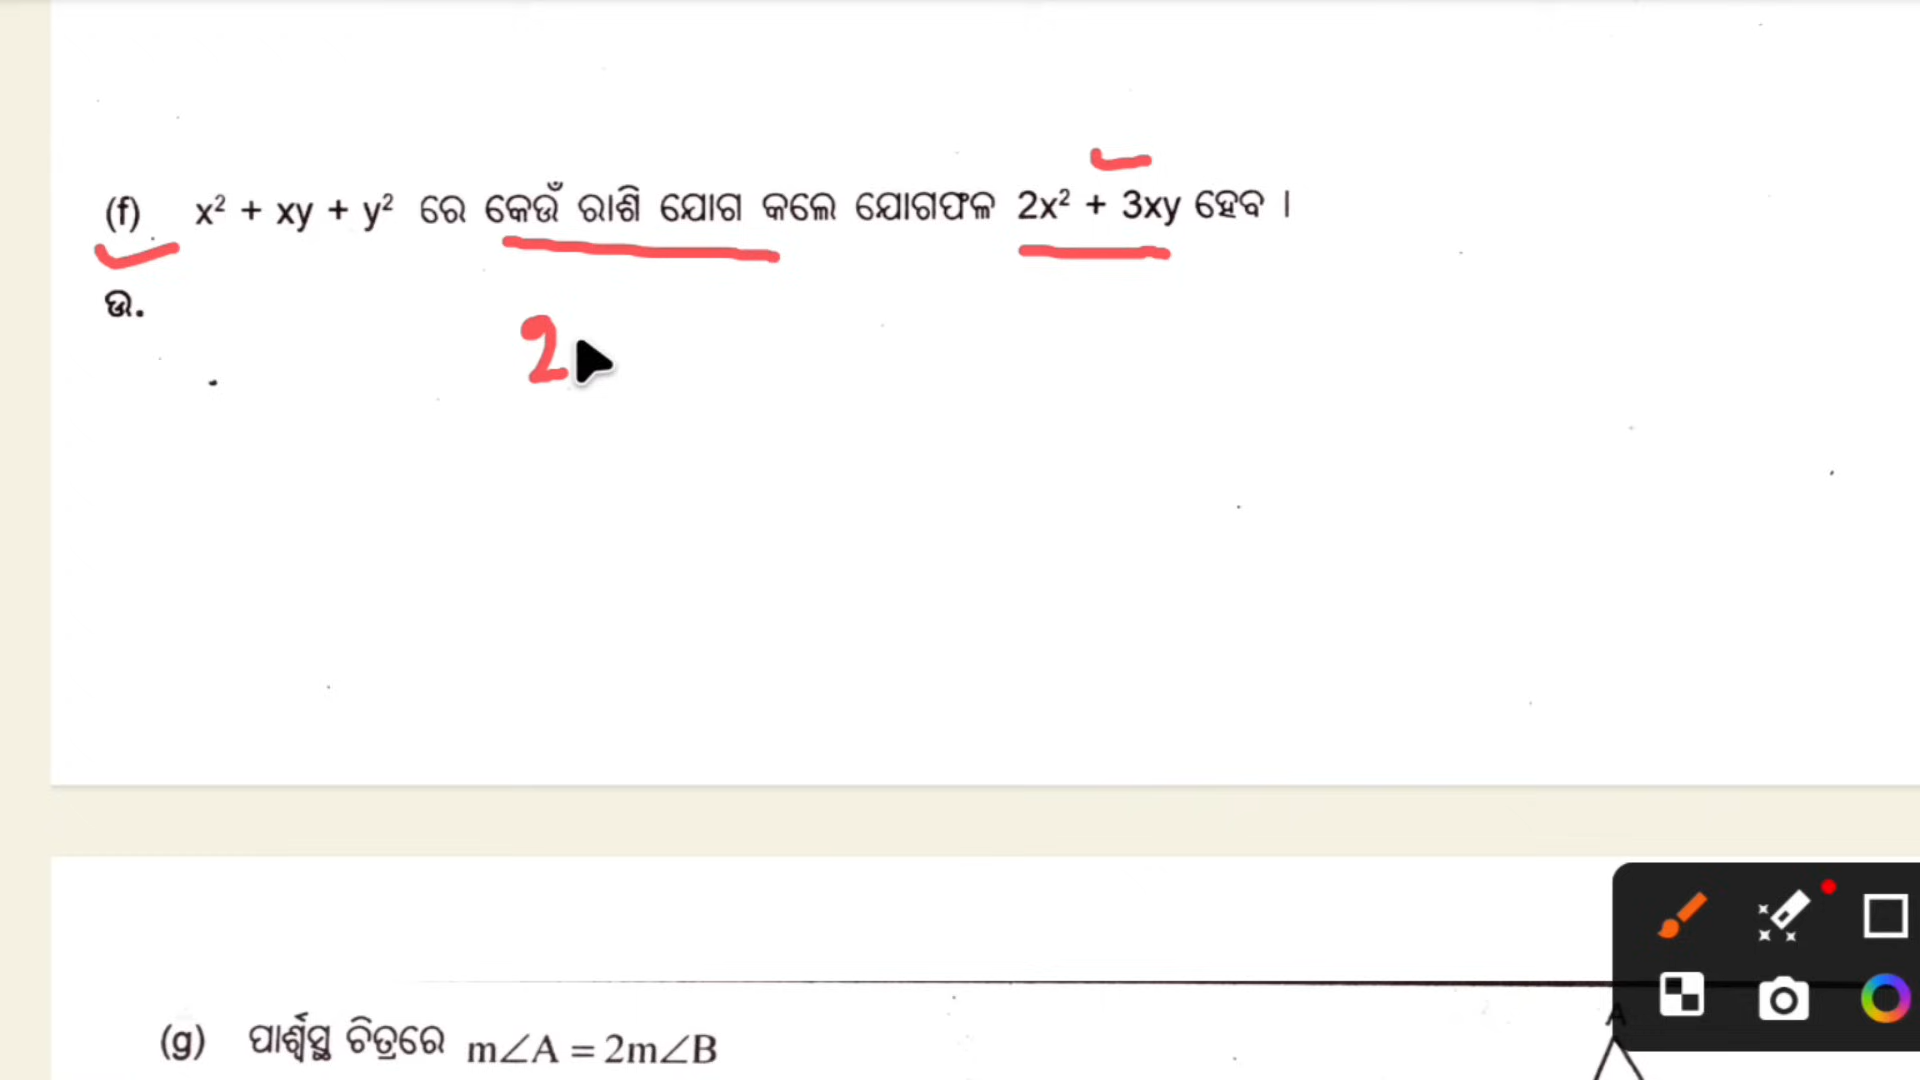 (f) x² + xy + y² ରେ କେଉଁ ରାଶି ଯୋଗ କଲେ ଯୋଗଫଳ 2x² + 3xy ହେବ ।
ଉ.
2
(g) ପାର୍ଶ୍ୱସ୍ଥ ଚିତ୍ରରେ m∠A = 2m∠B
A